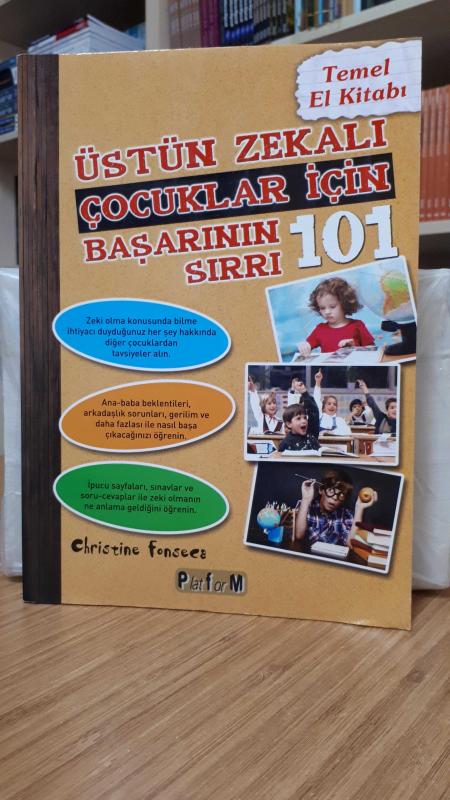 Temel
El Kitabı
ÜSTÜN ZEKALI
ÇOCUKLAR İÇİN
BAŞARININ 101
SIRRI
Zeki olma konusunda bilme
ihtiyacı duyduğunuz her şey hakkında
diğer çocuklardan
tavsiyeler alın.
Ana-baba beklentileri,
arkadaşlık sorunları, gerilim ve
daha fazlası ile nasıl başa
çıkacağınızı öğrenin.
İpucu sayfaları, sınavlar ve
soru-cevaplar ile zeki olmanın
ne anlama geldiğini öğrenin.
Christine Fonseca
PlatforM